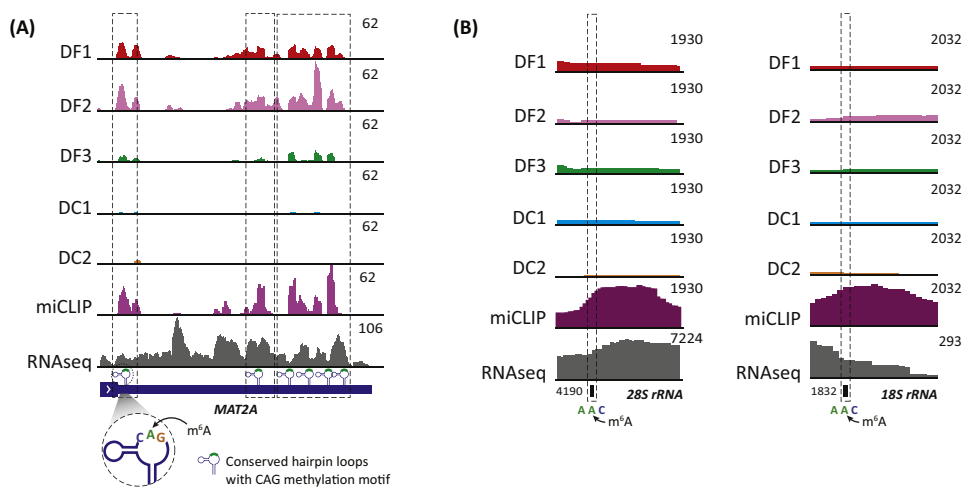 (A)
62
DF1
62
DF2
62
DF3
62
DC1
62
DC2
62
miCLIP
106
RNAseq
MAT2A
m⁶A
C A G
Conserved hairpin loops
with CAG methylation motif
(B)
1930
DF1
1930
DF2
1930
DF3
1930
DC1
1930
DC2
1930
miCLIP
7224
RNAseq
4190
28S rRNA
A A C
m⁶A
2032
DF1
2032
DF2
2032
DF3
2032
DC1
2032
DC2
2032
miCLIP
293
RNAseq
1832
18S rRNA
A A C
m⁶A